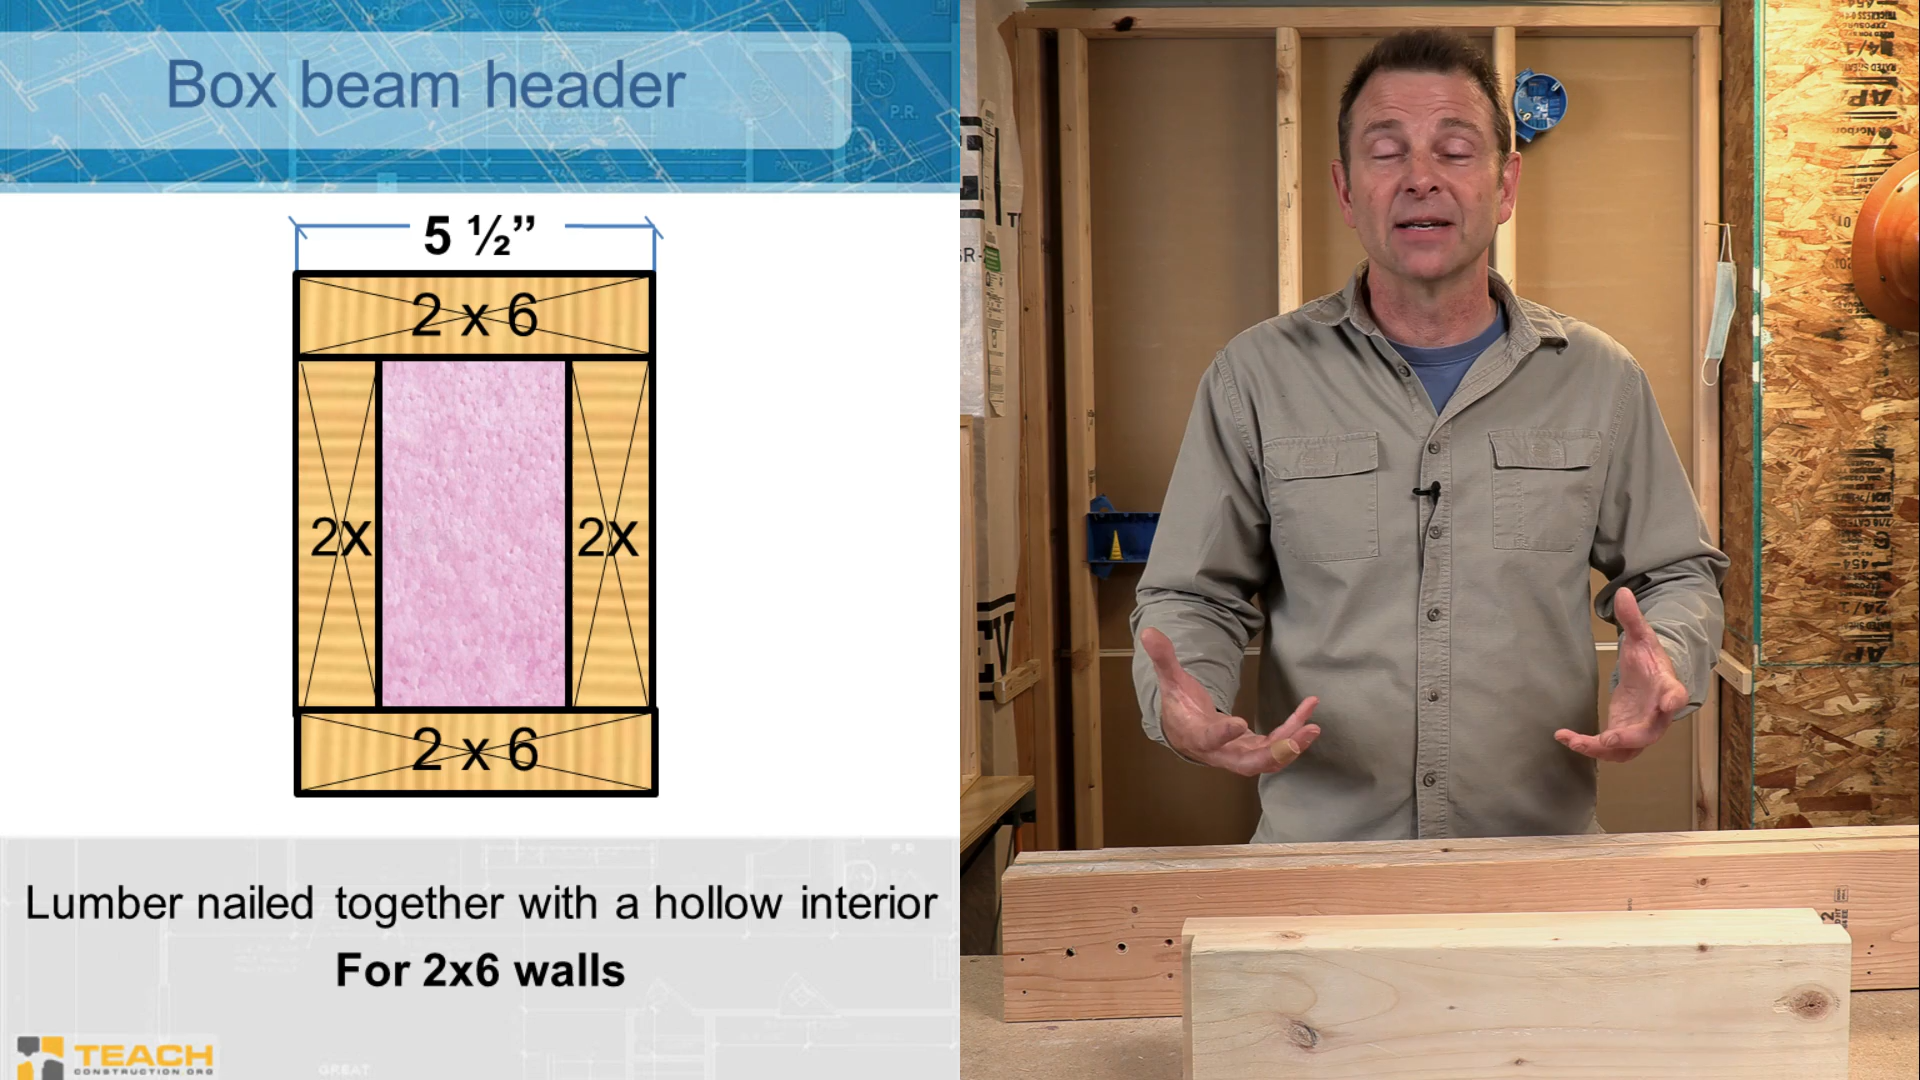 Box beam header
P.R.
5 ½”
2 x 6
2x
2x
2 x 6
Lumber nailed together with a hollow interior
For 2x6 walls
GREAT
TEACH
CONSTRUCTION.ORG